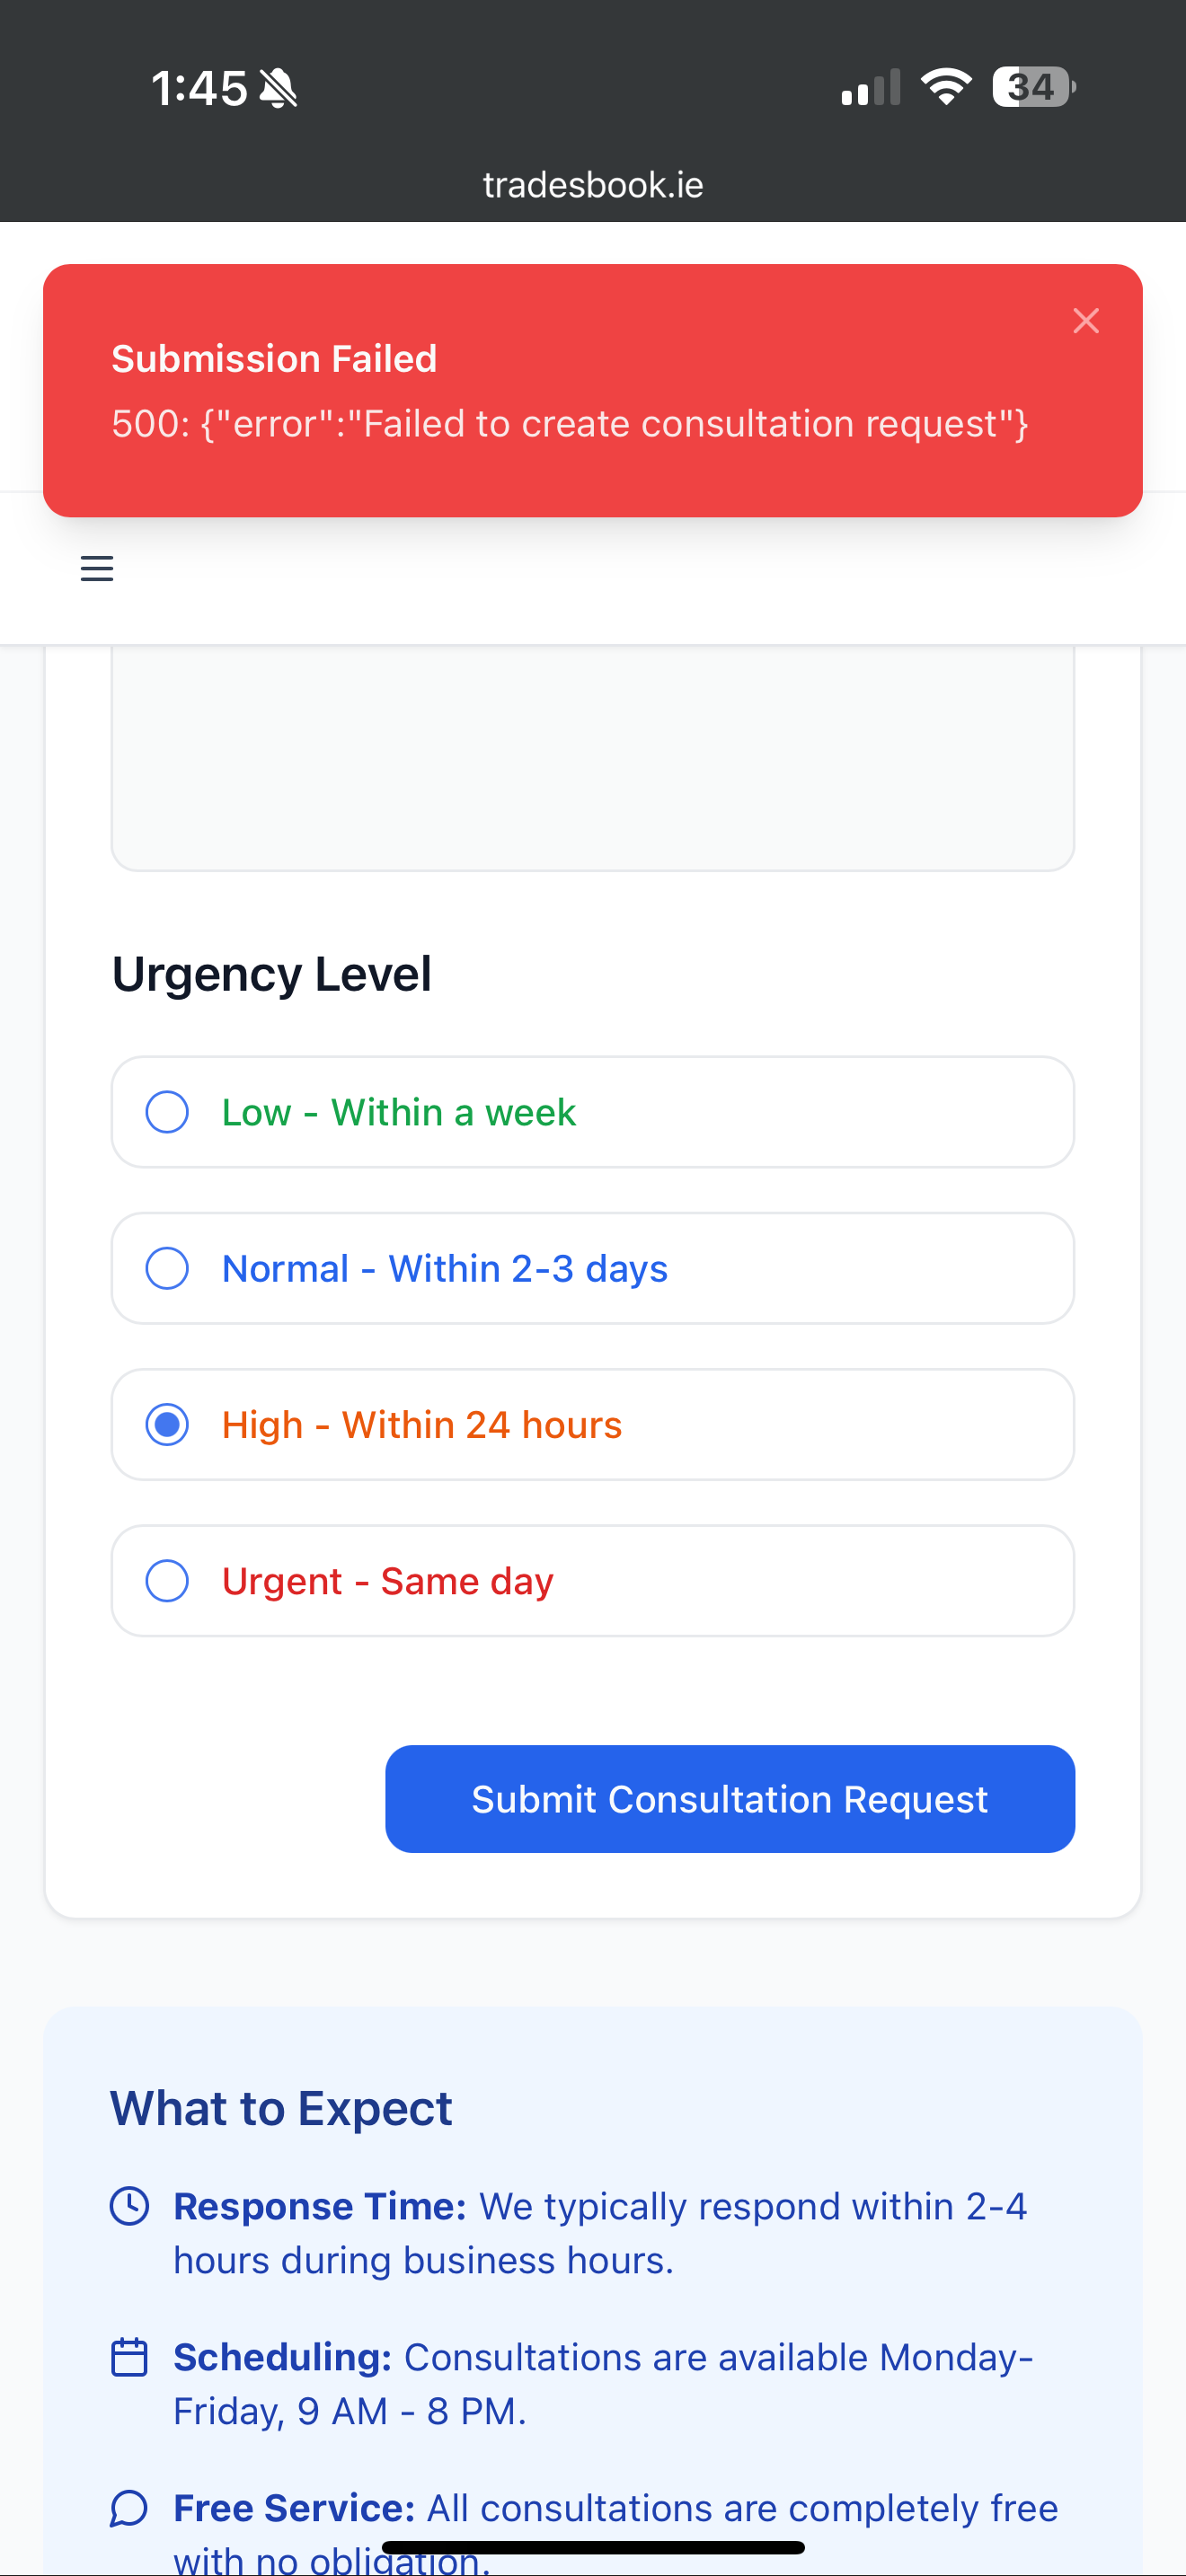 1:45
34
tradesbook.ie
Submission Failed
500: {"error":"Failed to create consultation request"}
Urgency Level
Low - Within a week
Normal - Within 2-3 days
High - Within 24 hours
Urgent - Same day
Submit Consultation Request
What to Expect
Response Time: We typically respond within 2-4
hours during business hours.
Scheduling: Consultations are available Monday-
Friday, 9 AM - 8 PM.
Free Service: All consultations are completely free
with no obligation.